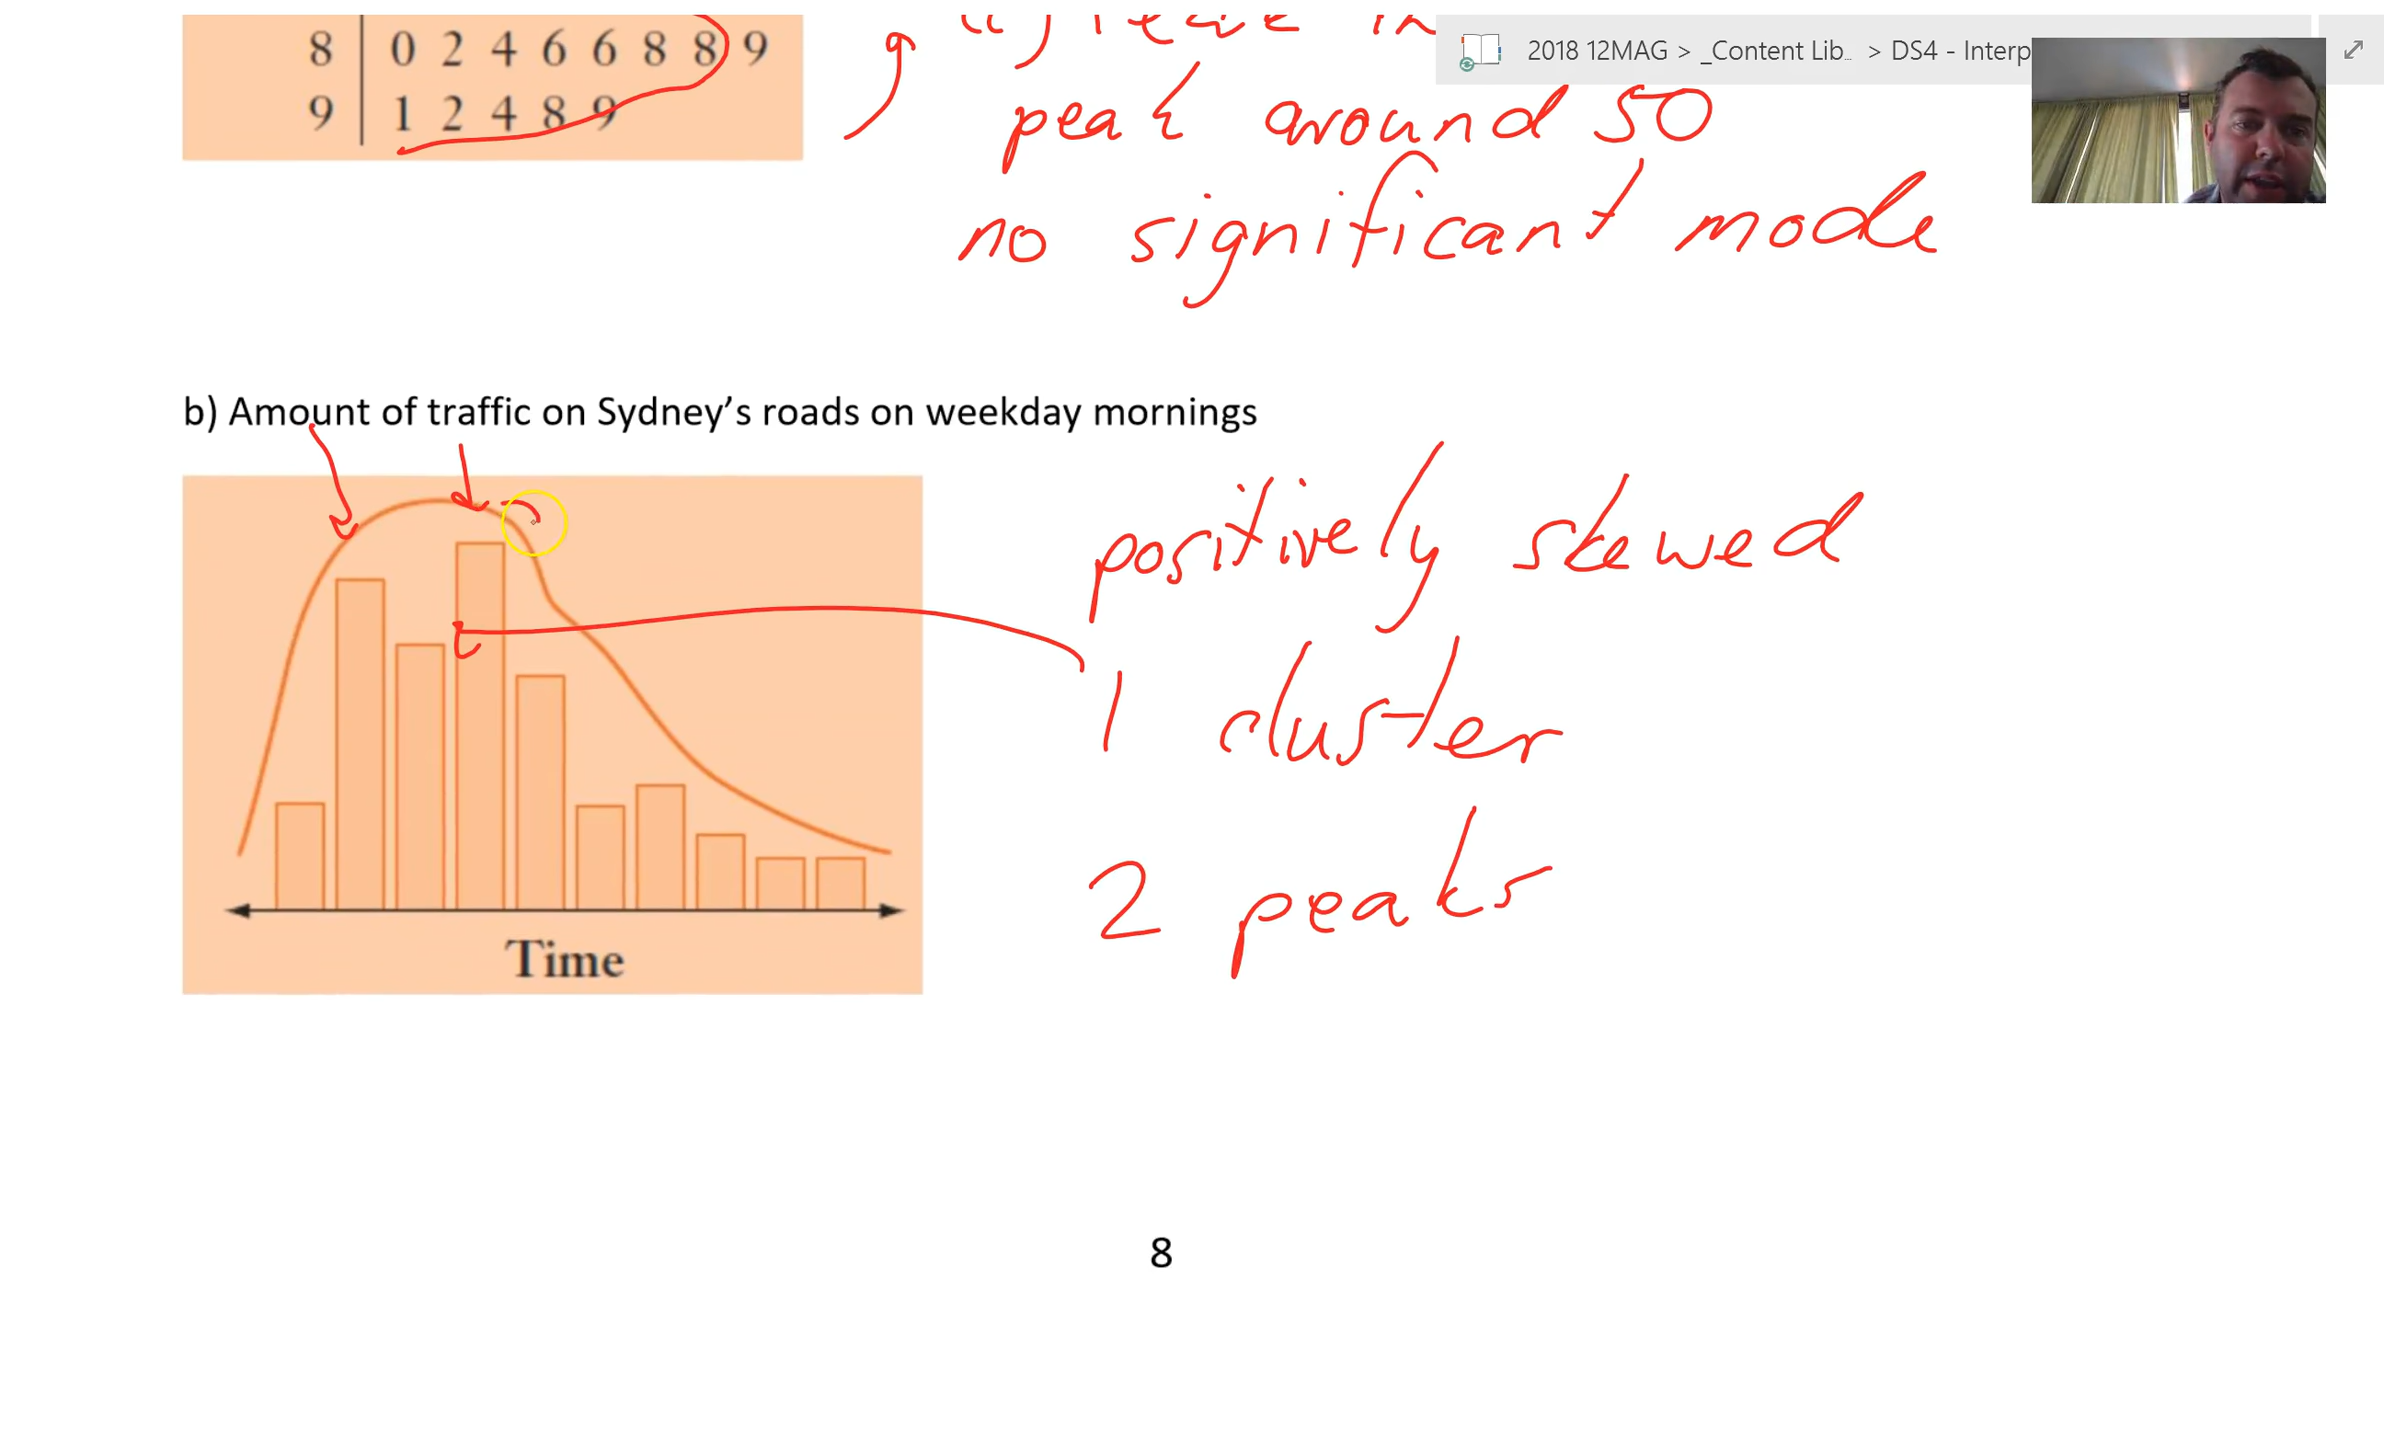 8 | 0 2 4 6 6 8 8 9
2018 12MAG > _Content Lib... > DS4 - Interp
9 | 1 2 4 8 9
peak around 50
no significant mode
b) Amount of traffic on Sydney's roads on weekday mornings
positively skewed
1 cluster
2 peaks
Time
8